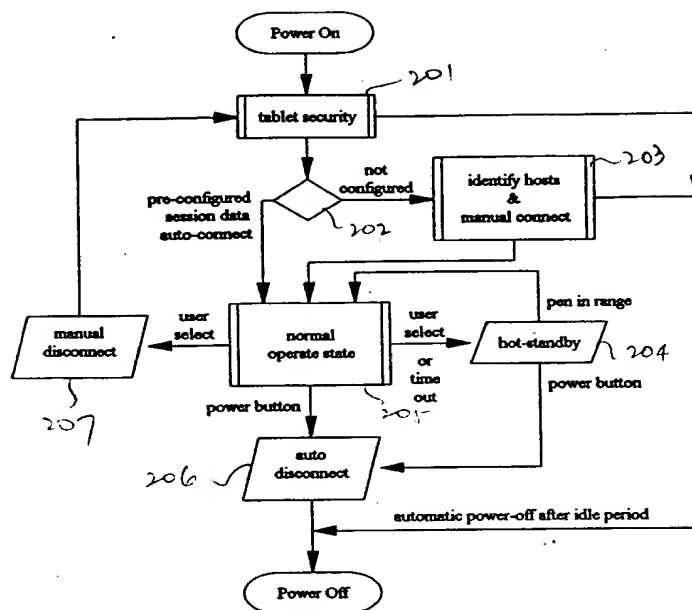 Power On
201
tablet security
not
configured
203
identify hosts
&
manual connect
pre-configured
session data
auto-connect
202
pen in range
user
select
manual
disconnect
normal
operate state
user
select
or
time
out
hot-standby
204
207
power button
205
power button
auto
disconnect
206
automatic power-off after idle period
Power Off